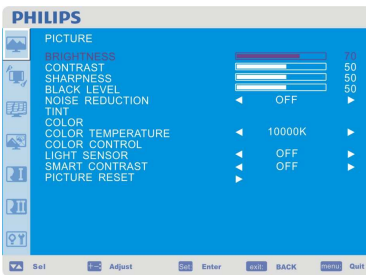 PHILIPS
PICTURE
BRIGHTNESS 70
CONTRAST 50
SHARPNESS 50
BLACK LEVEL 50
NOISE REDUCTION OFF
TINT
COLOR
COLOR TEMPERATURE 10000K
COLOR CONTROL
LIGHT SENSOR OFF
SMART CONTRAST OFF
PICTURE RESET
Sel Adjust Set: Enter exit: BACK menu: Quit